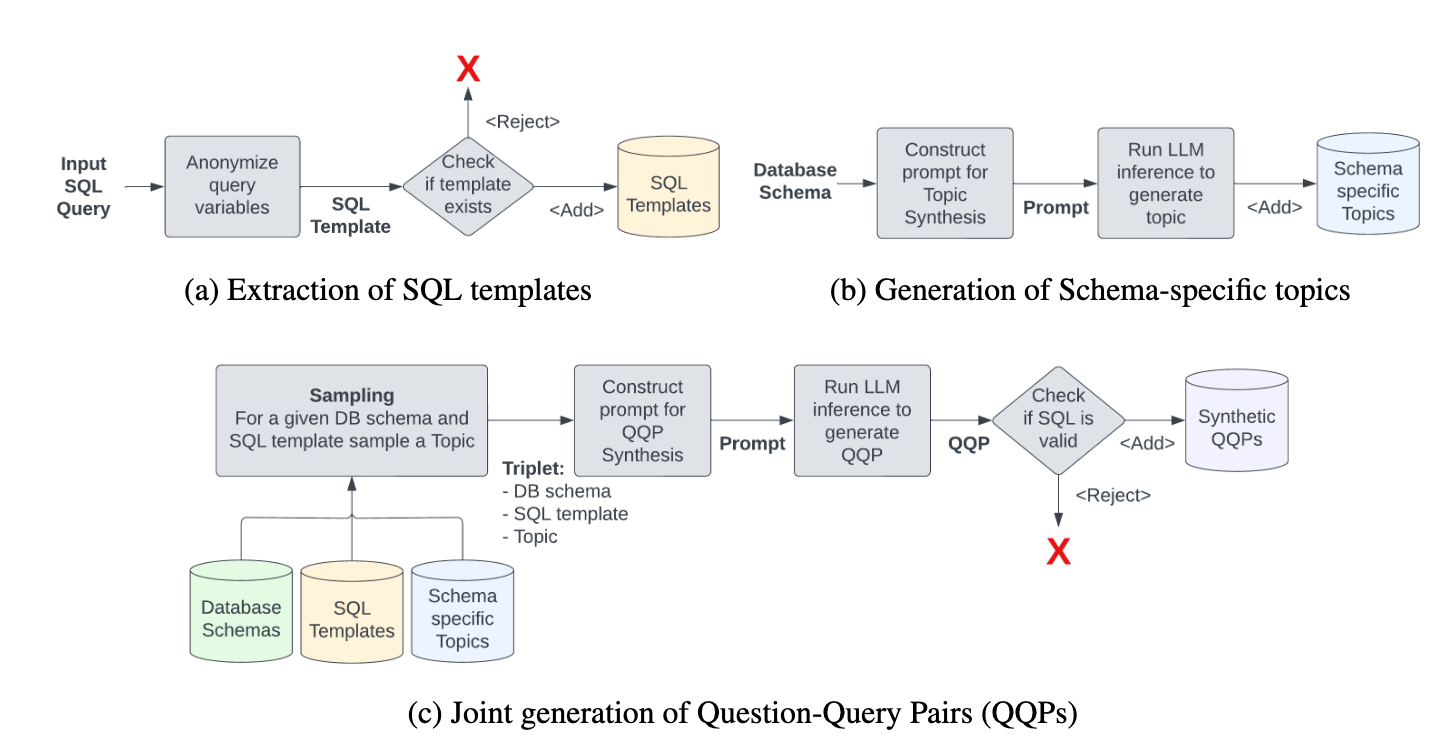 X
<Reject>
Input
SQL
Query
Anonymize
query
variables
SQL
Template
Check
if template
exists
<Add>
SQL
Templates
(a) Extraction of SQL templates
Database
Schema
Construct
prompt for
Topic
Synthesis
Prompt
Run LLM
inference to
generate
topic
<Add>
Schema
specific
Topics
(b) Generation of Schema-specific topics
Sampling
For a given DB schema and
SQL template sample a Topic
Triplet:
- DB schema
- SQL template
- Topic
Construct
prompt for
QQP
Synthesis
Prompt
Run LLM
inference to
generate
QQP
QQP
Check
if SQL is
valid
<Add>
Synthetic
QQPs
<Reject>
X
Database
Schemas
SQL
Templates
Schema
specific
Topics
(c) Joint generation of Question-Query Pairs (QQPs)